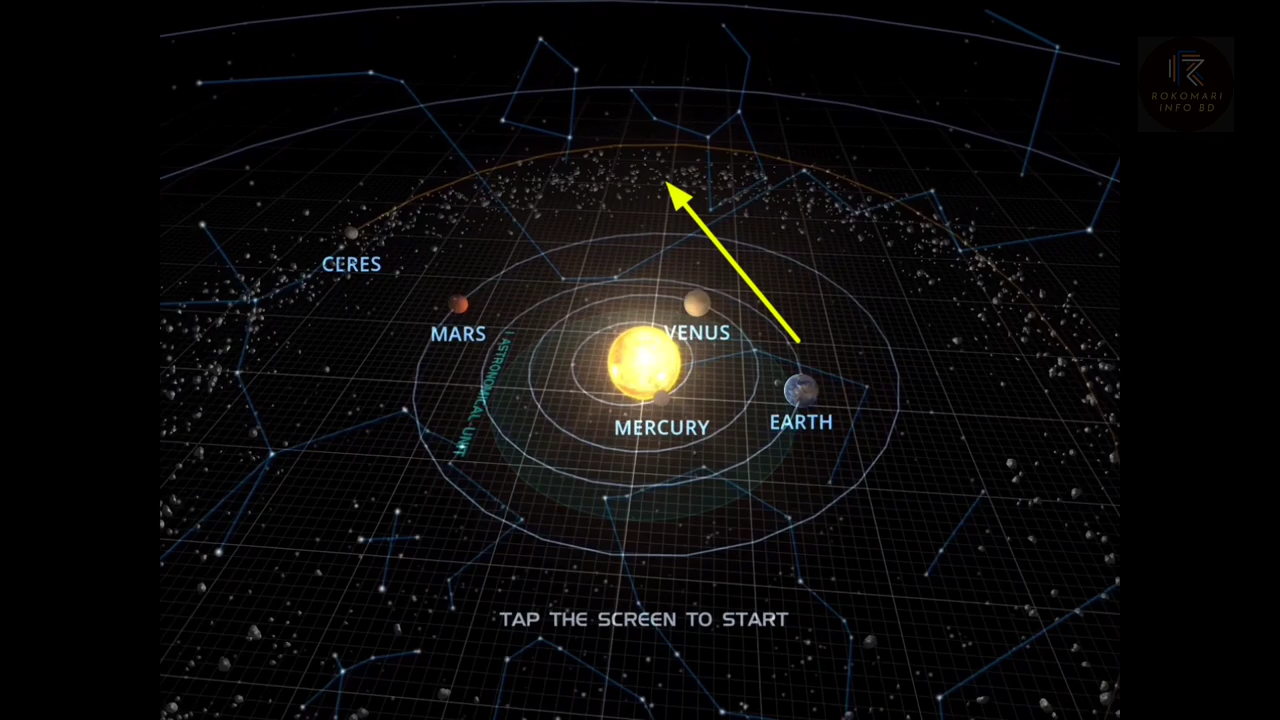 ROKOMARI
INFO BD
CERES
MARS
VENUS
1 ASTRONOMICAL UNIT
MERCURY
EARTH
TAP THE SCREEN TO START